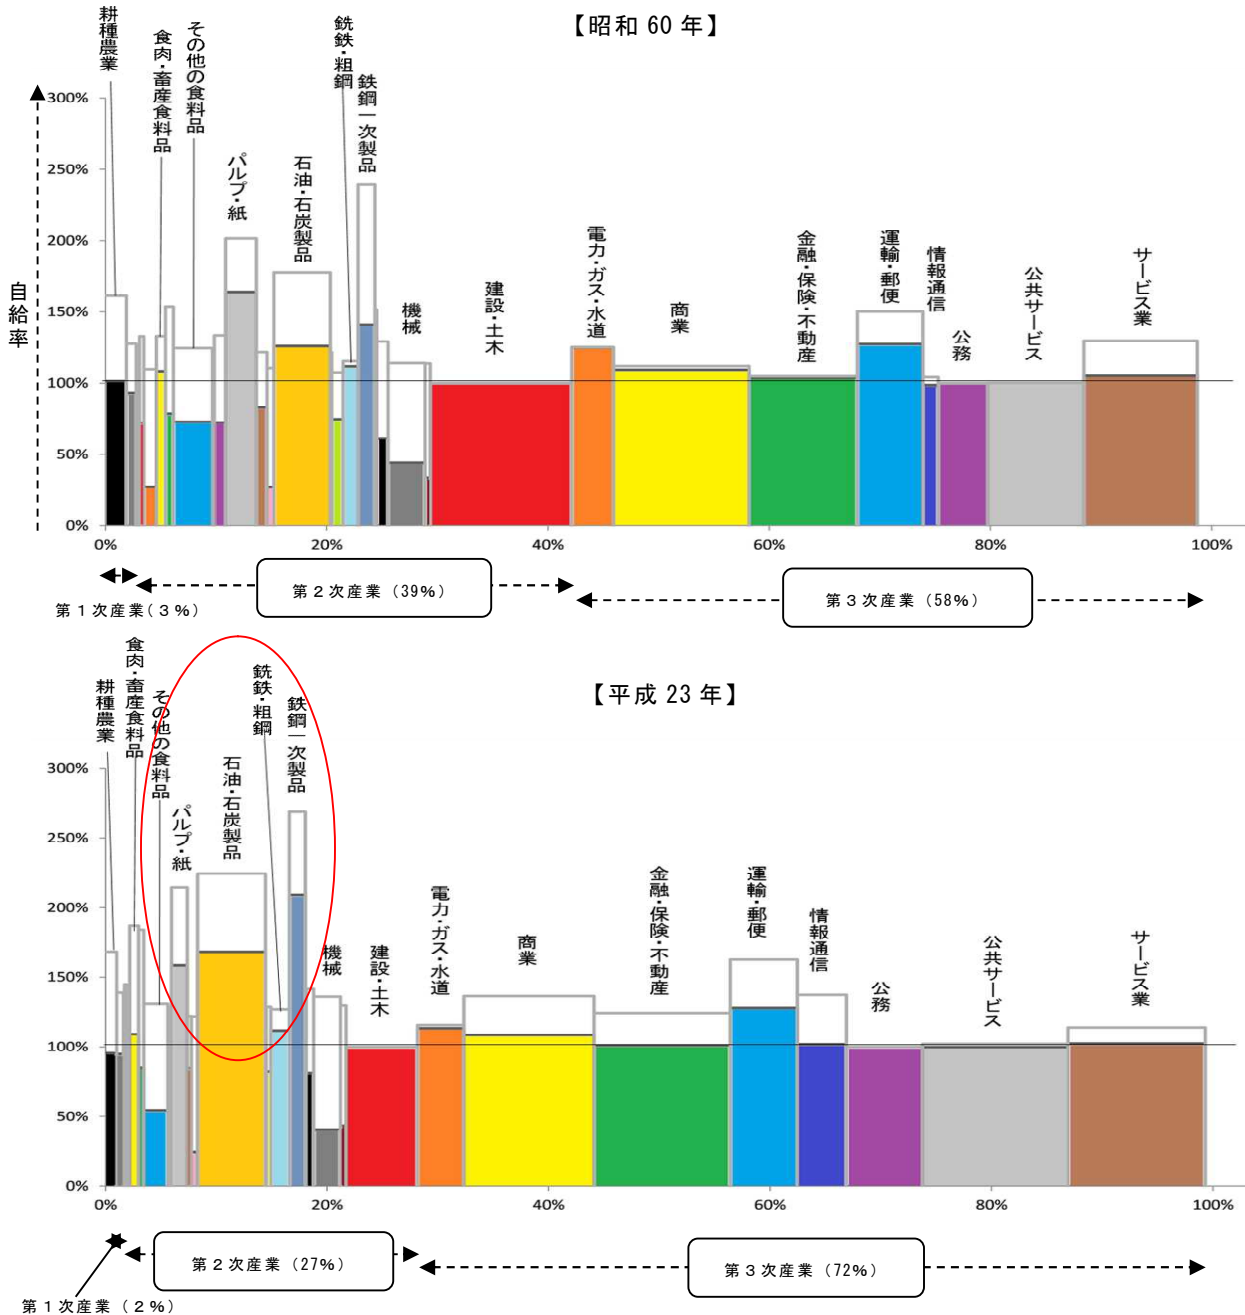 【昭和 60 年】
耕種農業
食肉・畜産食料品
その他の食料品
パルプ・紙
石油・石炭製品
銑鉄・粗鋼
鉄鋼一次製品
機械
建設・土木
電力・ガス・水道
商業
金融・保険・不動産
運輸・郵便
情報通信
公務
公共サービス
サービス業
自給率
300%
250%
200%
150%
100%
50%
0%
0%
20%
40%
60%
80%
100%
第１次産業(３%)
第２次産業（39%）
第３次産業（58%）
【平成 23 年】
耕種農業
食肉・畜産食料品
その他の食料品
パルプ・紙
石油・石炭製品
銑鉄・粗鋼
鉄鋼一次製品
機械
建設・土木
電力・ガス・水道
商業
金融・保険・不動産
運輸・郵便
情報通信
公務
公共サービス
サービス業
300%
250%
200%
150%
100%
50%
0%
0%
20%
40%
60%
80%
100%
第２次産業（27%）
第３次産業（72%）
第１次産業（２%）